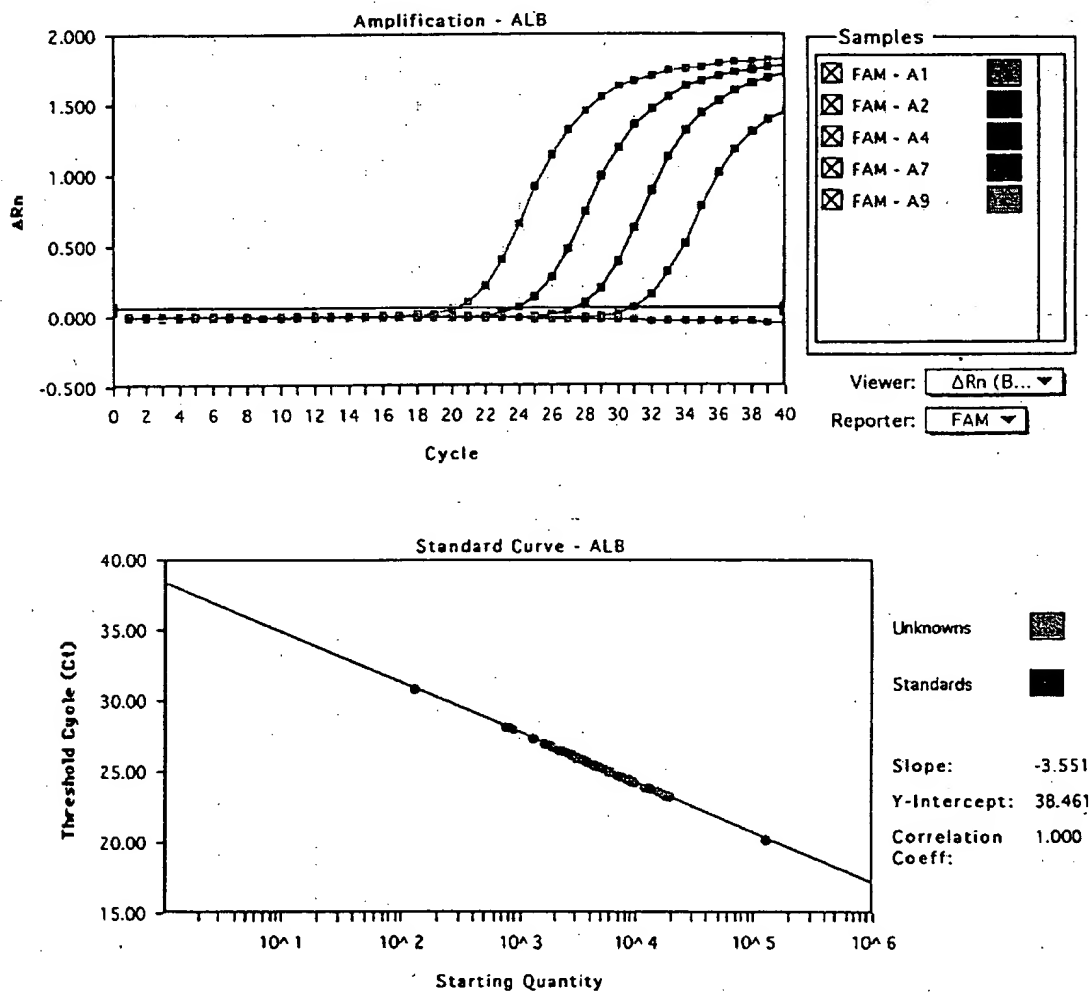 Amplification - ALB
2.000
1.500
1.000
0.500
0.000
-0.500
ΔRn
0 2 4 6 8 10 12 14 16 18 20 22 24 26 28 30 32 34 36 38 40
Cycle
Samples
FAM - A1
FAM - A2
FAM - A4
FAM - A7
FAM - A9
Viewer: ΔRn (B... ▼
Reporter: FAM ▼
Standard Curve - ALB
40.00
35.00
30.00
25.00
20.00
15.00
Threshold Cycle (Ct)
10^1 10^2 10^3 10^4 10^5 10^6
Starting Quantity
Unknowns
Standards
Slope: -3.551
Y-Intercept: 38.461
Correlation 1.000
Coeff: